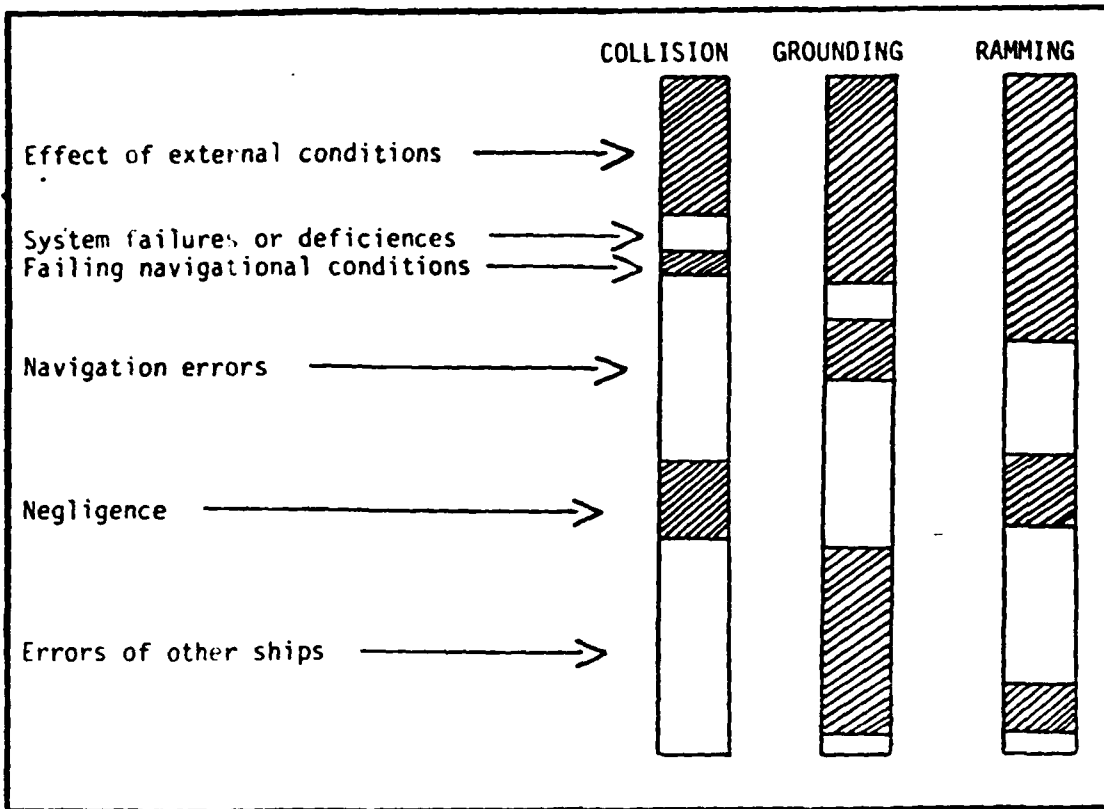 COLLISION GROUNDING RAMMING
Effect of external conditions
System failures or deficiences
Failing navigational conditions
Navigation errors
Negligence
Errors of other ships